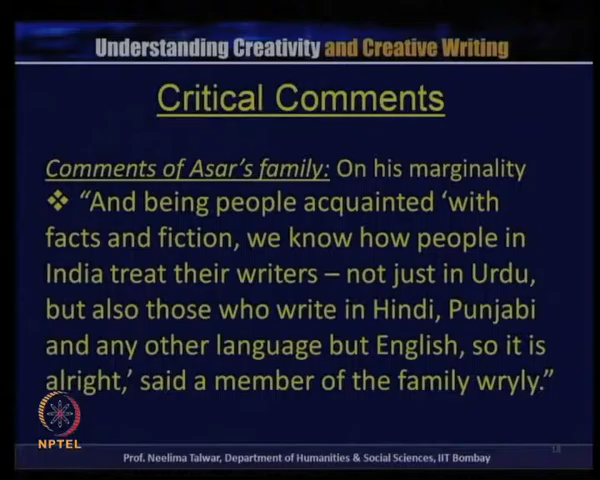 Understanding Creativity and Creative Writing
Critical Comments
Comments of Asar's family: On his marginality
❖ “And being people acquainted ‘with
facts and fiction, we know how people in
India treat their writers – not just in Urdu,
but also those who write in Hindi, Punjabi
and any other language but English, so it is
alright,’ said a member of the family wryly.”
NPTEL
Prof. Neelima Talwar, Department of Humanities & Social Sciences, IIT Bombay
18